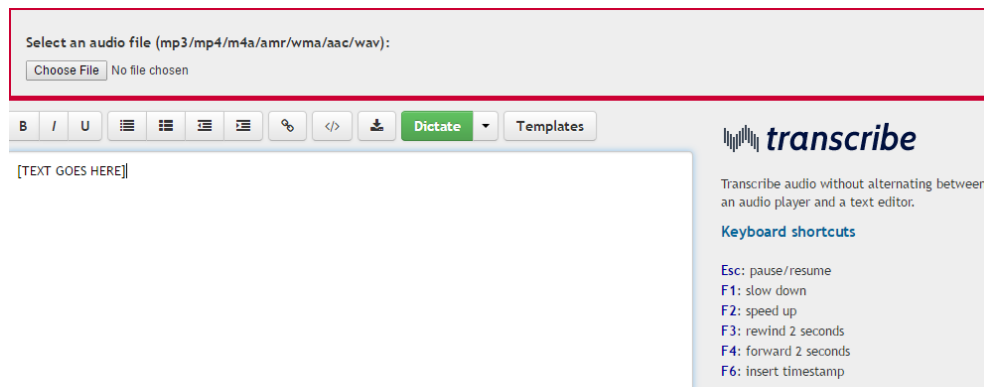 Select an audio file (mp3/mp4/m4a/amr/wma/aac/wav):
Choose File No file chosen
B I U </> Dictate Templates
[TEXT GOES HERE]
transcribe
Transcribe audio without alternating between
an audio player and a text editor.
Keyboard shortcuts
Esc: pause/resume
F1: slow down
F2: speed up
F3: rewind 2 seconds
F4: forward 2 seconds
F6: insert timestamp